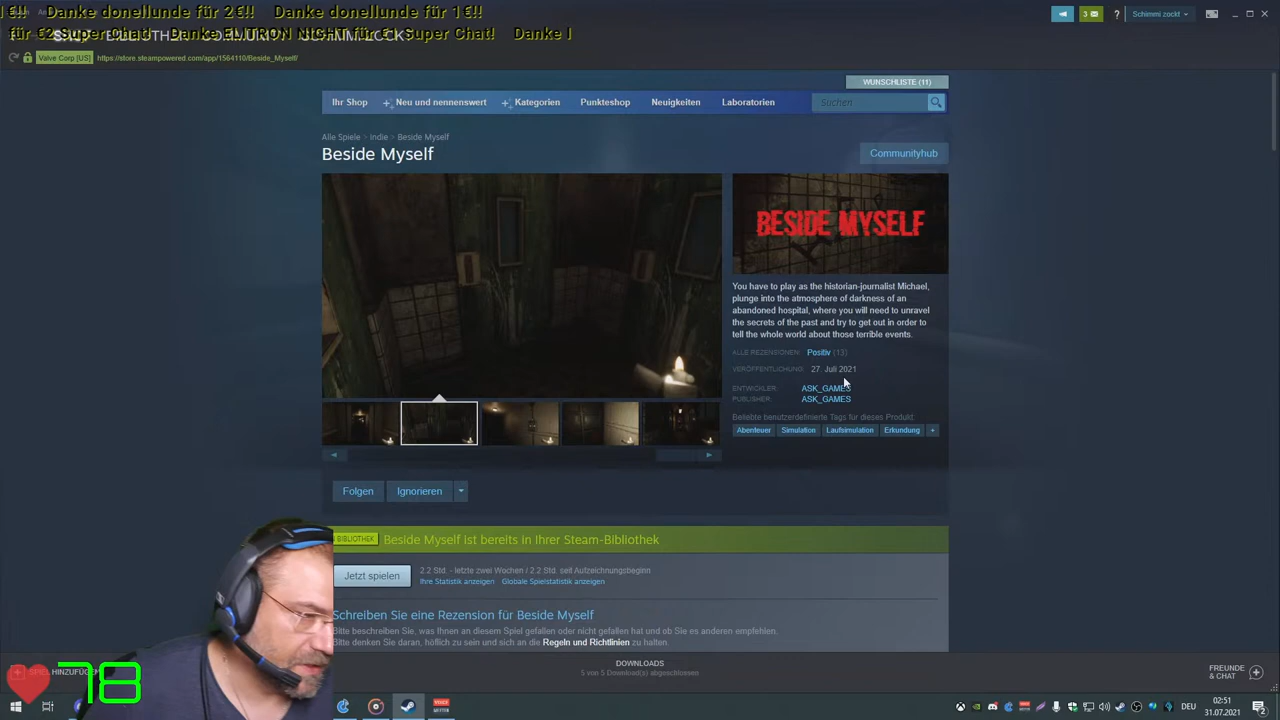 !€!!    Danke donellunde für 2€!!    Danke donellunde für 1€!!
für €2 Super Chat!    Danke I
3
?
Schimmi zockt
Valve Corp [US]
https://store.steampowered.com/app/1564110/Beside_Myself/
WUNSCHLISTE (11)
Ihr Shop
Neu und nennenswert
Kategorien
Punkteshop
Neuigkeiten
Laboratorien
Suchen
Alle Spiele > Indie > Beside Myself
Beside Myself
Communityhub
BESIDE MYSELF
You have to play as the historian-journalist Michael,
plunge into the atmosphere of darkness of an
abandoned hospital, where you will need to unravel
the secrets of the past and try to get out in order to
tell the whole world about those terrible events.
ALLE REZENSIONEN: Positiv (13)
VERÖFFENTLICHUNG: 27. Juli 2021
ENTWICKLER: ASK_GAMES
PUBLISHER: ASK_GAMES
Beliebte benutzerdefinierte Tags für dieses Produkt:
Abenteuer Simulation Laufsimulation Erkundung +
Folgen
Ignorieren
BIBLIOTHEK
Beside Myself ist bereits in Ihrer Steam-Bibliothek
Jetzt spielen
2.2 Std. - letzte zwei Wochen / 2.2 Std. seit Aufzeichnungsbeginn
Ihre Statistik anzeigen Globale Spielstatistik anzeigen
Schreiben Sie eine Rezension für Beside Myself
Bitte beschreiben Sie, was Ihnen an diesem Spiel gefallen oder nicht gefallen hat und ob Sie es anderen empfehlen.
Bitte denken Sie daran, höflich zu sein und sich an die Regeln und Richtlinien zu halten.
SPIEL HINZUFÜGEN
78
DOWNLOADS
5 von 5 Download(s) abgeschlossen
FREUNDE
& CHAT
DEU
02:51
31.07.2021